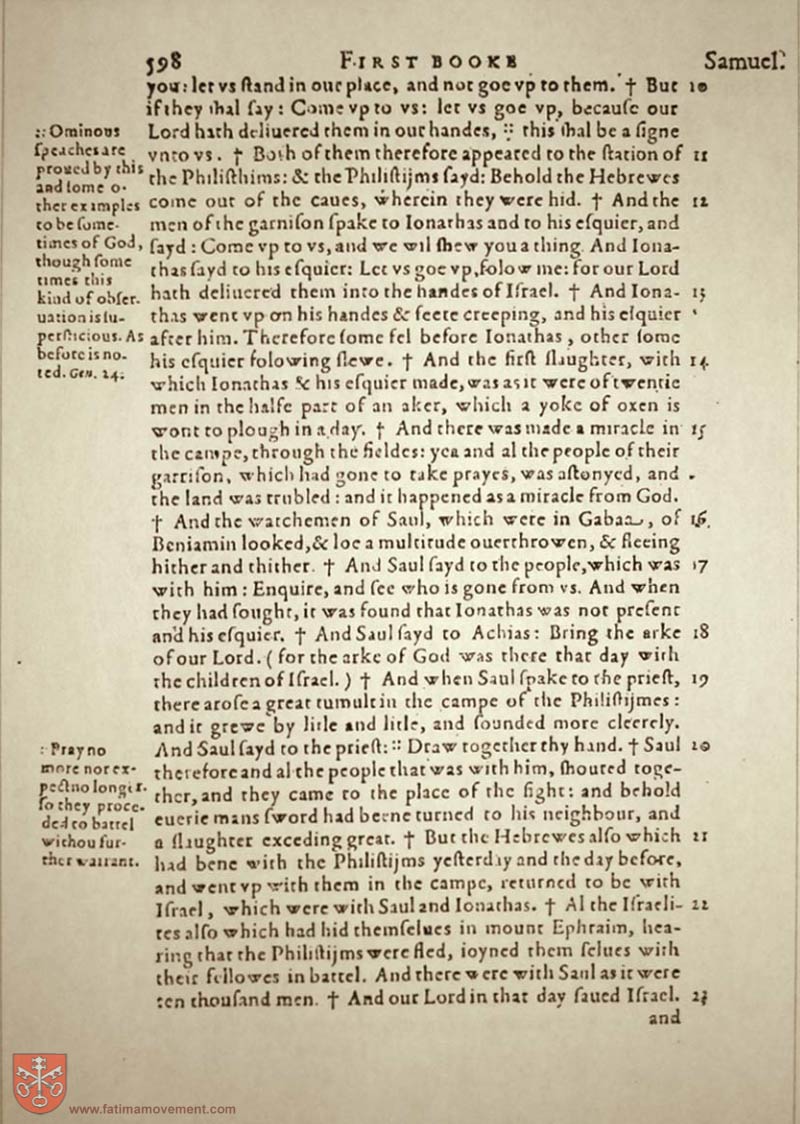 598 FIRST BOOKE Samuel.
you: let vs ſtand in our place, and not goe vp to them. † But 10
if they ſhal ſay: Come vp to vs: let vs goe vp, becauſe our
Lord hath deliuered them in our handes, :: this ſhal be a ſigne
vnto vs. † Both of them therefore appeared to the ſtation of 11
the Philiſthims: & the Philiſtijms ſayd: Behold the Hebrewes
come out of the caues, wherein they were hid. † And the 12
men of the garniſon ſpake to Ionathas and to his eſquier, and
ſayd: Come vp to vs, and we wil ſhew you a thing. And Iona-
thas ſayd to his eſquier: Let vs goe vp, folow me: for our Lord
hath deliuered them into the handes of Iſrael. † And Iona- 13
thas went vp on his handes & feete creeping, and his eſquier
after him. Therefore ſome fel before Ionathas, other ſome
his eſquier folowing ſlewe. † And the firſt ſlaughter, with 14
which Ionathas & his eſquier made, was as it were of twentie
men in the halfe part of an aker, which a yoke of oxen is
wont to plough in a day. † And there was made a miracle in 15
the campe, through the fieldes: yea and al the people of their
garriſon, which had gone to take prayes, was aſtonyed, and
the land was trubled: and it happened as a miracle from God.
† And the watchemen of Saul, which were in Gabaa, of 16
Beniamin looked, & loe a multitude ouerthrowen, & fleeing
hither and thither. † And Saul ſayd to the people, which was 17
with him: Enquire, and ſee who is gone from vs. And when
they had ſought, it was found that Ionathas was not preſent
and his eſquier. † And Saul ſayd to Achias: Bring the arke 18
of our Lord. (for the arke of God was there that day with
the children of Iſrael.) † And when Saul ſpake to the prieſt, 19
there aroſe a great tumult in the campe of the Philiſtijmes:
and it grewe by litle and litle, and ſounded more cleerely.
And Saul ſayd to the prieſt: :: Draw together thy hand. † Saul 20
therefore and al the people that was with him, ſhouted toge-
ther, and they came to the place of the fight: and behold
euerie mans ſword had beene turned to his neighbour, and
a ſlaughter exceding great. † But the Hebrewes alſo which 21
had bene with the Philiſtijms yeſterday and the day before,
and went vp with them in the campe, returned to be with
Iſrael, which were with Saul and Ionathas. † Al the Iſraeli- 22
tes alſo which had hid themſelues in mount Ephraim, hea-
ring that the Philiſtijms were fled, ioyned them ſelues with
their fellowes in battel. And there were with Saul as it were
ten thouſand men. † And our Lord in that day ſaued Iſrael. 23
and
:: Ominous
ſpeaches are
proued by this
and ſome o-
ther examples
to be ſome-
times of God,
though ſome
times this
kind of obſer-
uation is ſu-
perſticious. As
before is no-
ted. Gen. 24.
: Pray no
more nor ex-
pect no longer.
ſo they proce-
ded to battel
withou fur-
ther warrant.
www.fatimamovement.com